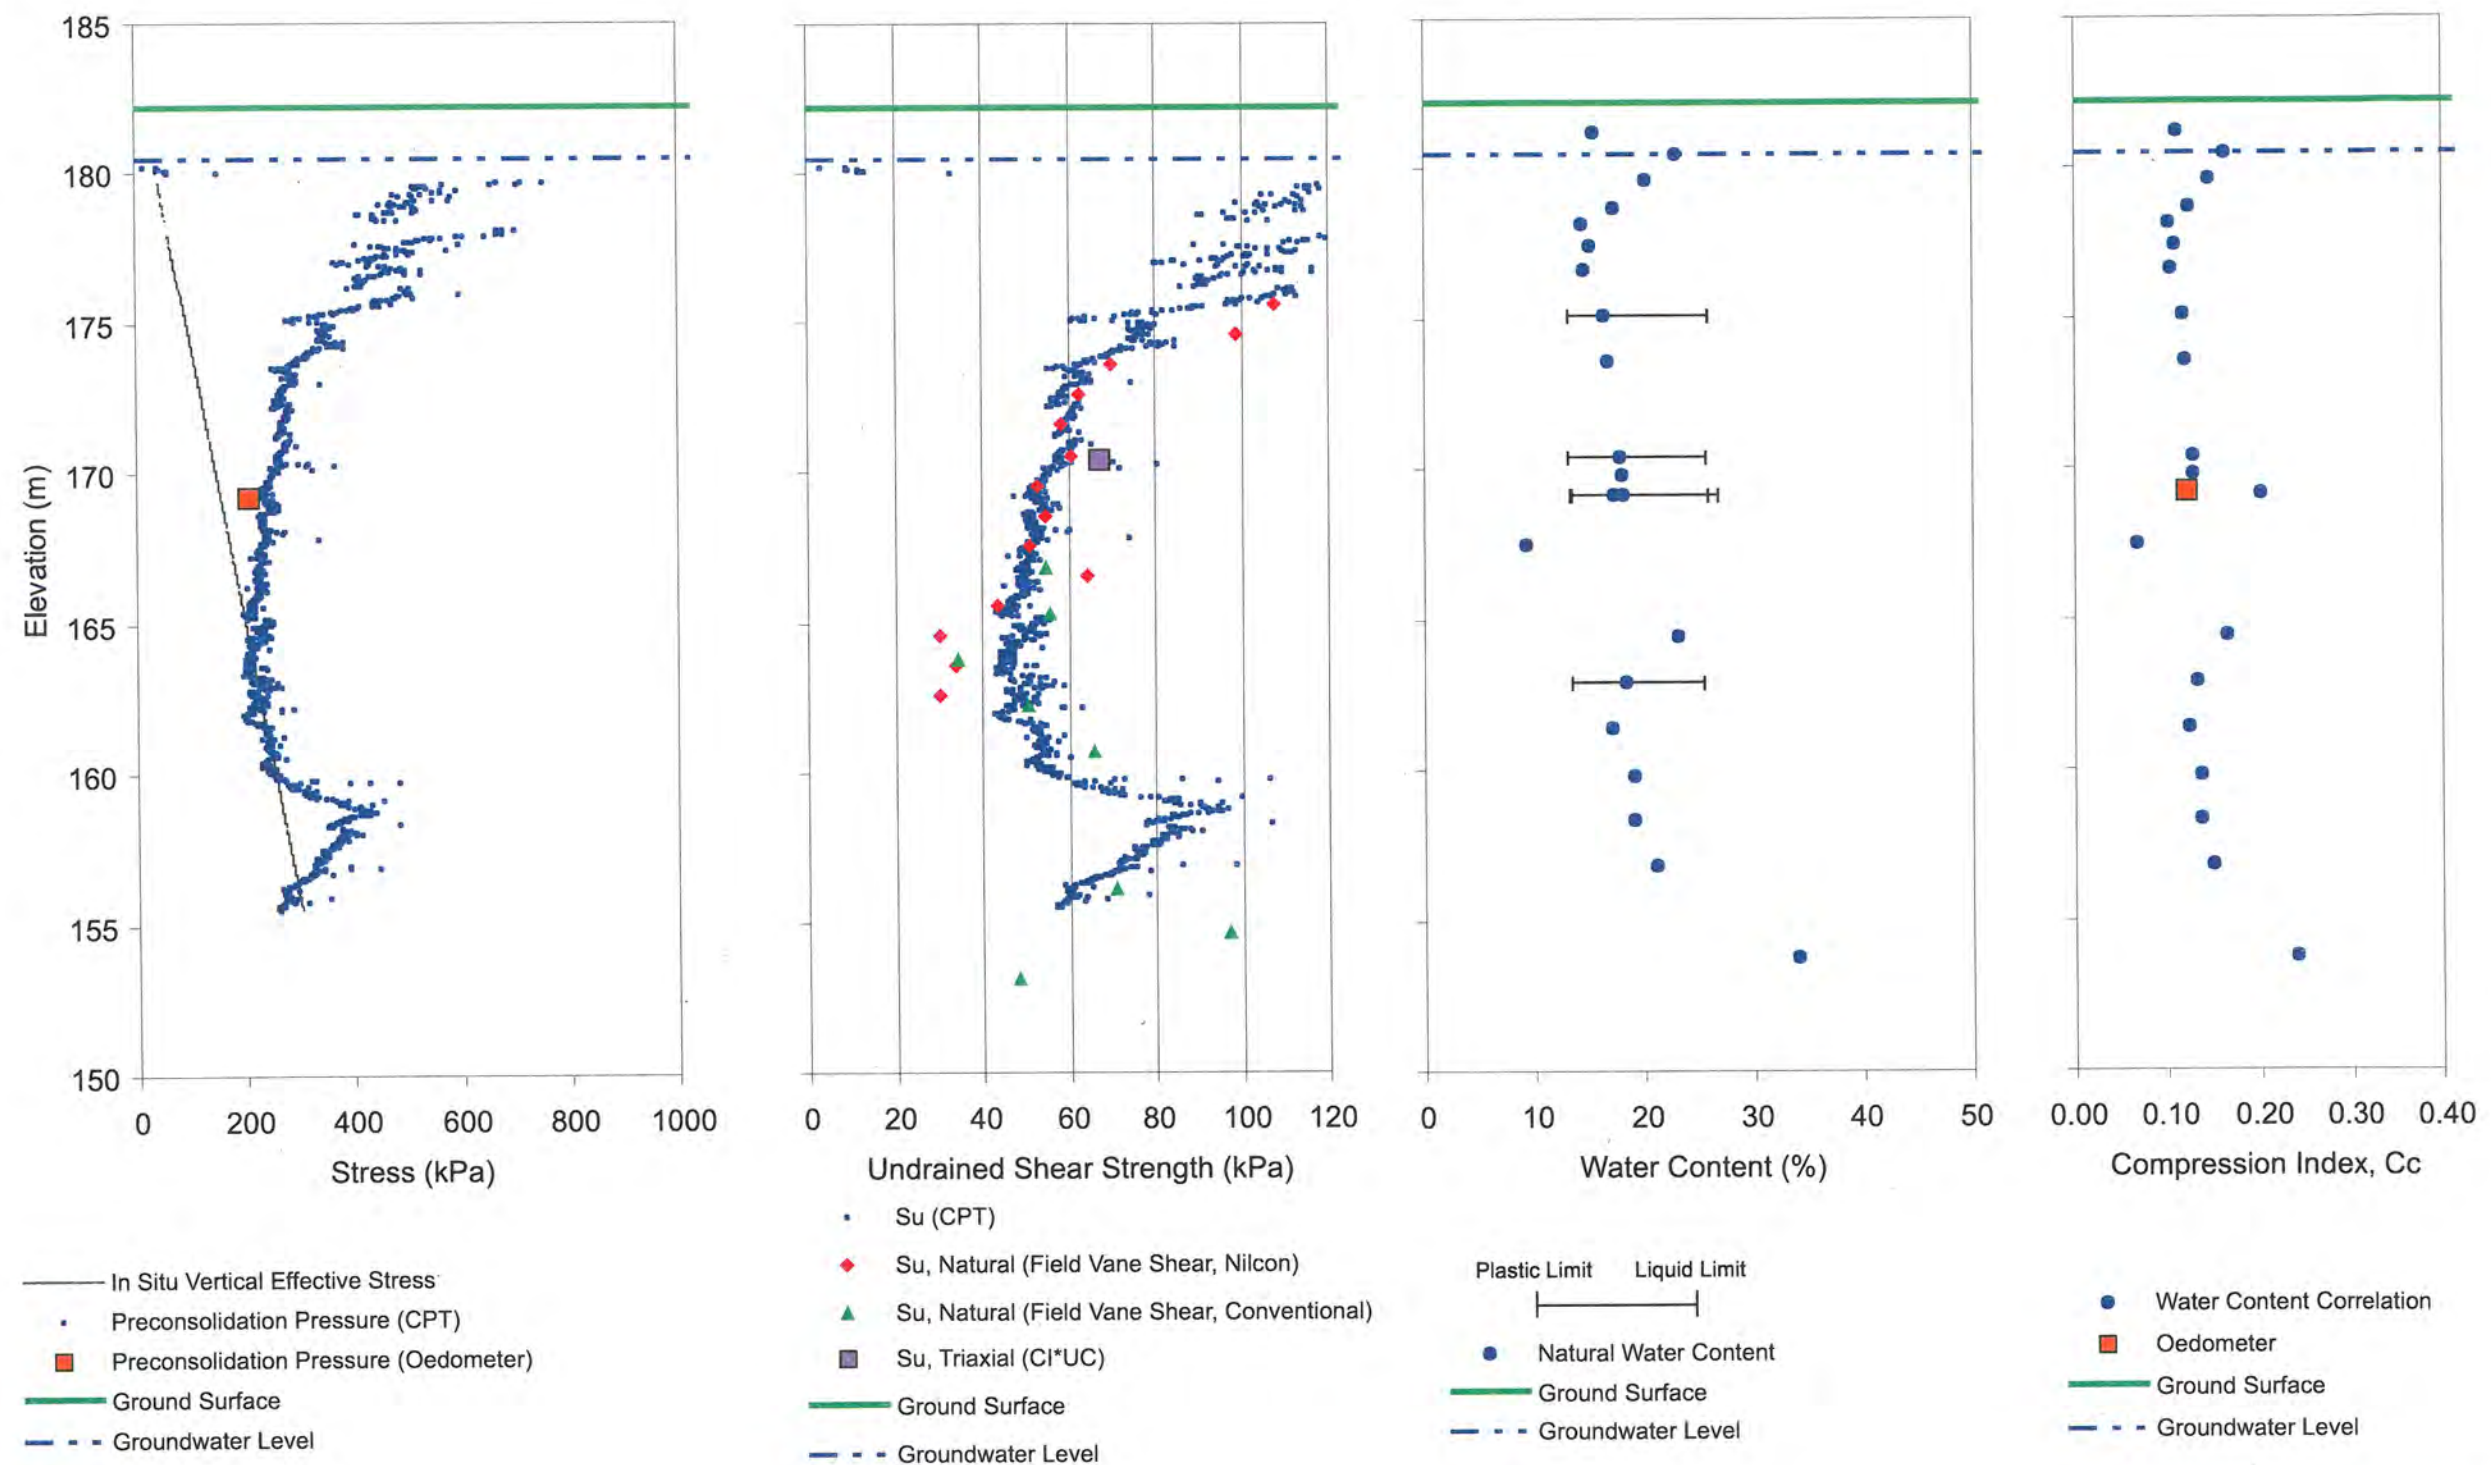 185
180
175
170
165
160
155
150
Elevation (m)
0 200 400 600 800 1000
Stress (kPa)
In Situ Vertical Effective Stress
Preconsolidation Pressure (CPT)
Preconsolidation Pressure (Oedometer)
Ground Surface
Groundwater Level
0 20 40 60 80 100 120
Undrained Shear Strength (kPa)
Su (CPT)
Su, Natural (Field Vane Shear, Nilcon)
Su, Natural (Field Vane Shear, Conventional)
Su, Triaxial (CI*UC)
Ground Surface
Groundwater Level
0 10 20 30 40 50
Water Content (%)
Plastic Limit Liquid Limit
Natural Water Content
Ground Surface
Groundwater Level
0.00 0.10 0.20 0.30 0.40
Compression Index, Cc
Water Content Correlation
Oedometer
Ground Surface
Groundwater Level